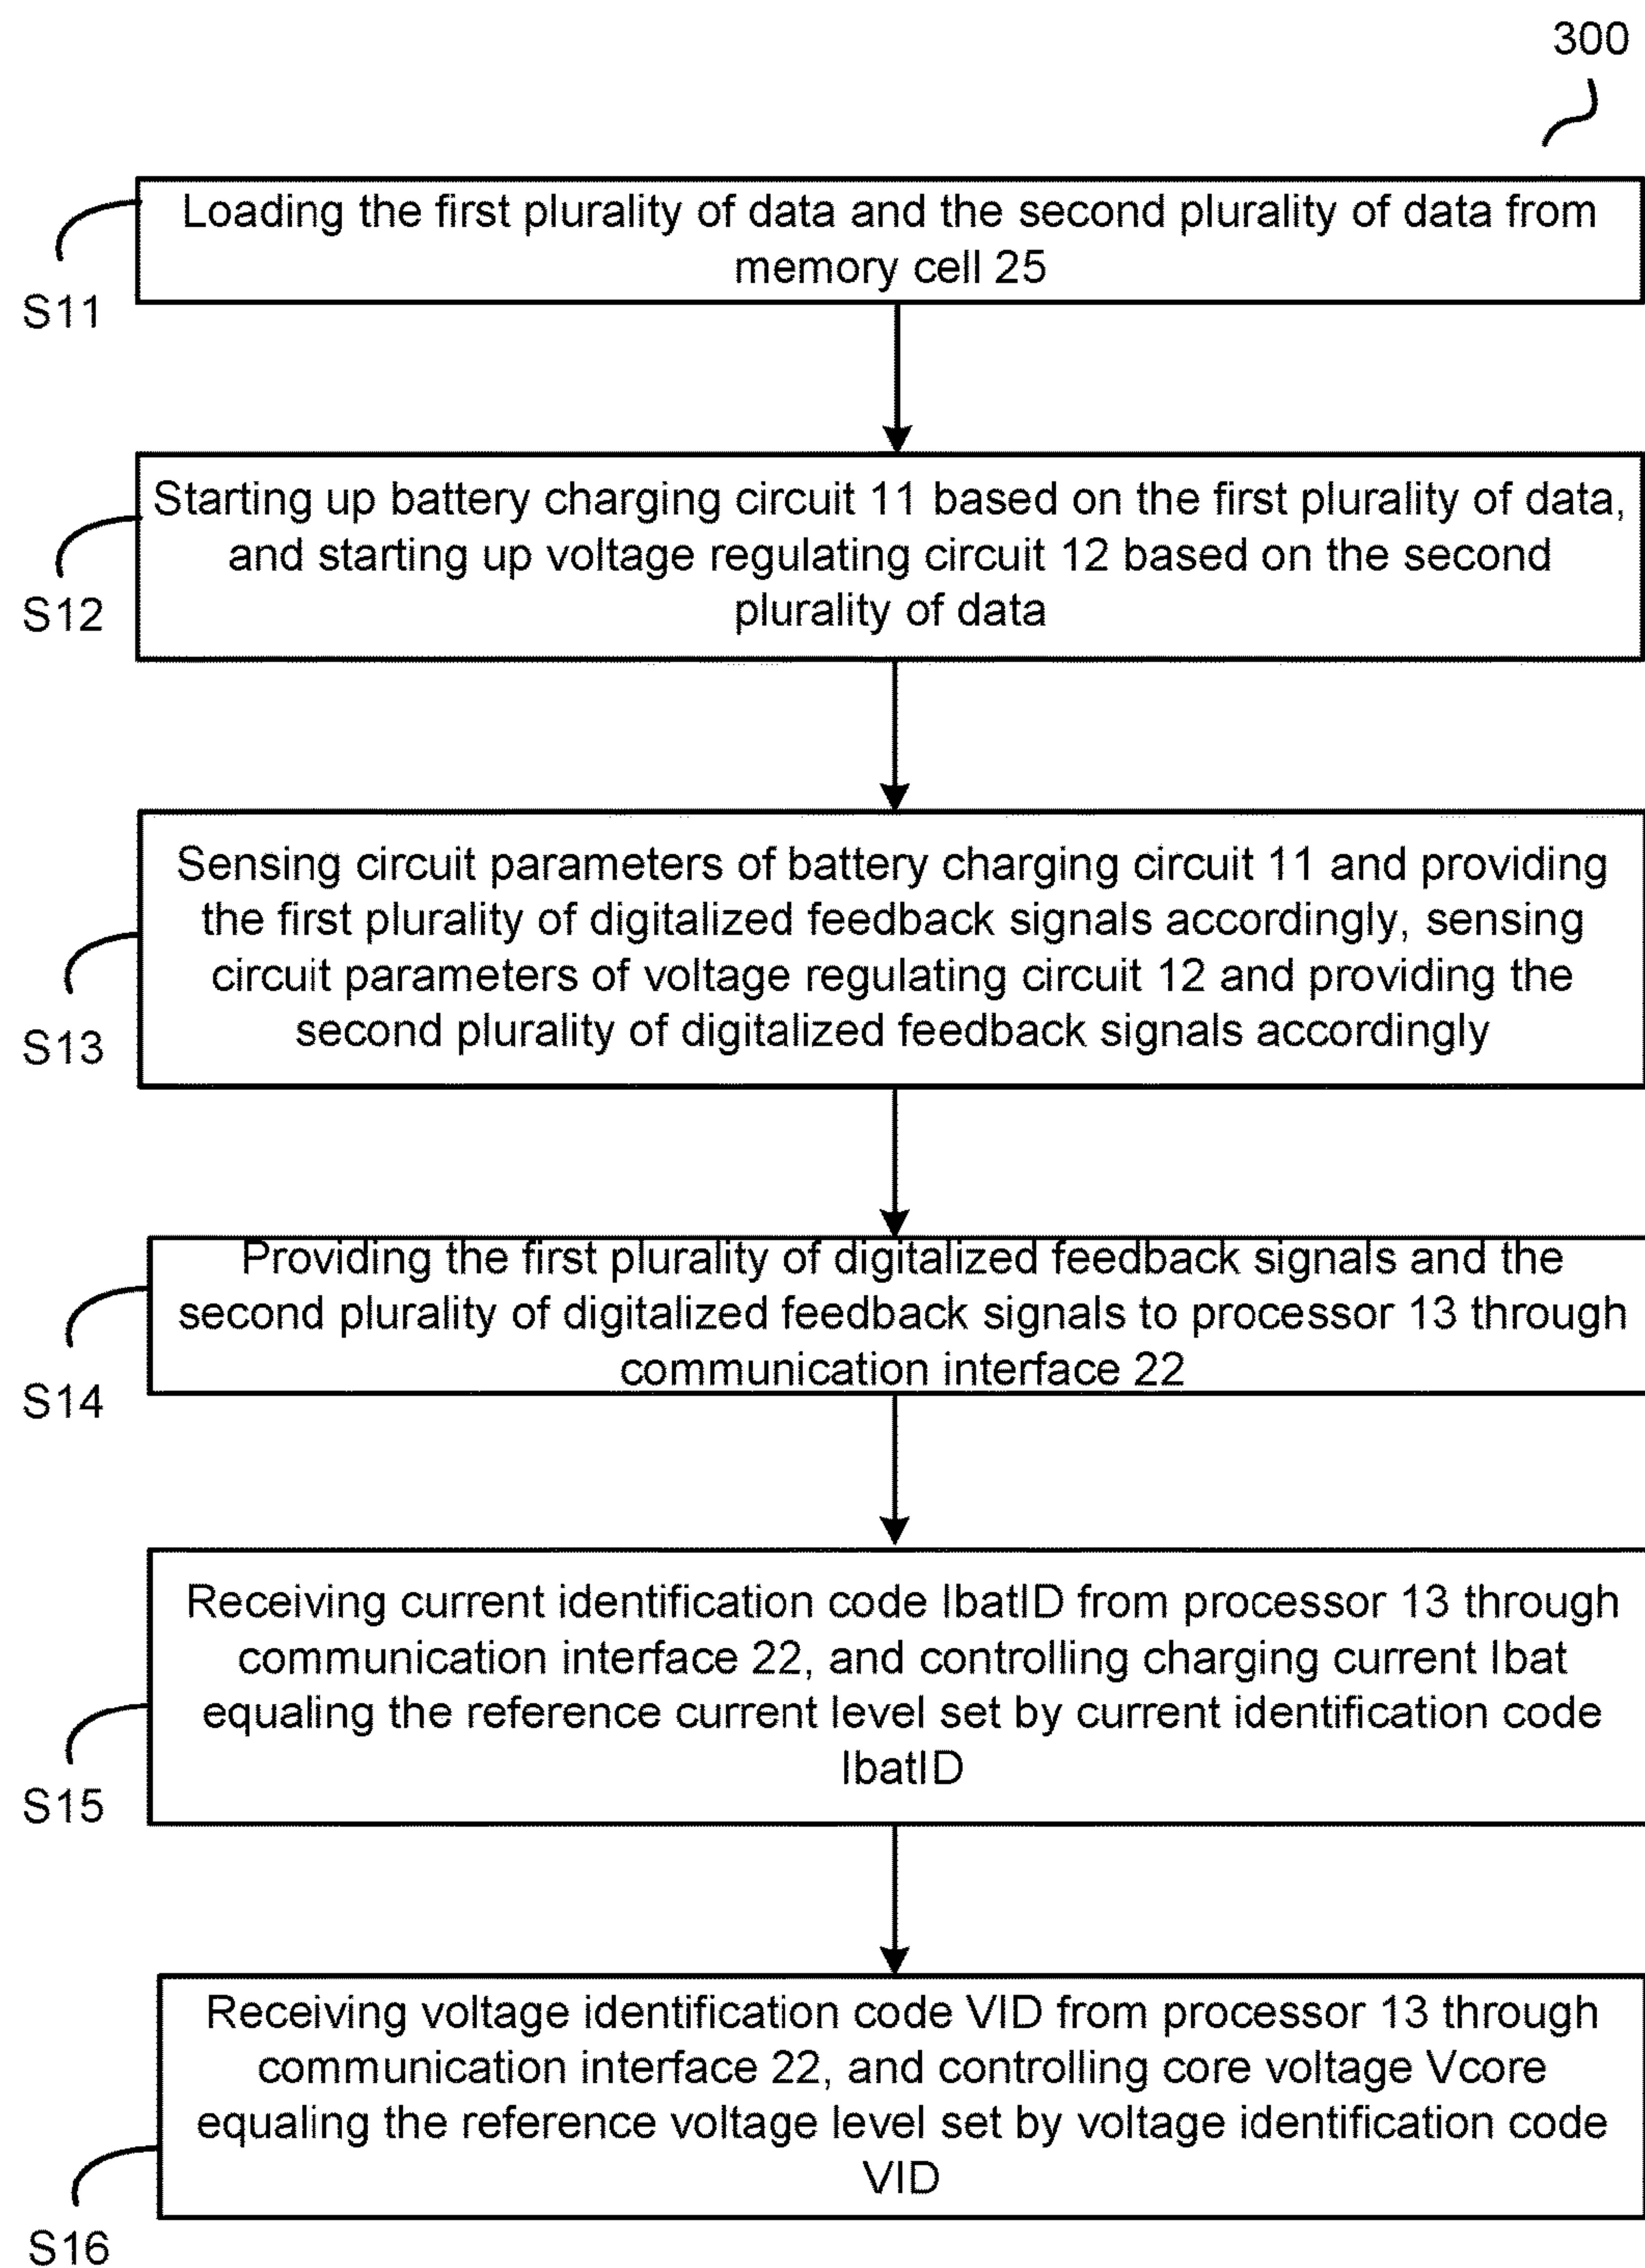 300
Loading the first plurality of data and the second plurality of data from
memory cell 25
S11
Starting up battery charging circuit 11 based on the first plurality of data,
and starting up voltage regulating circuit 12 based on the second
plurality of data
S12
Sensing circuit parameters of battery charging circuit 11 and providing
the first plurality of digitalized feedback signals accordingly, sensing
circuit parameters of voltage regulating circuit 12 and providing the
second plurality of digitalized feedback signals accordingly
S13
Providing the first plurality of digitalized feedback signals and the
second plurality of digitalized feedback signals to processor 13 through
communication interface 22
S14
Receiving current identification code IbatID from processor 13 through
communication interface 22, and controlling charging current Ibat
equaling the reference current level set by current identification code
IbatID
S15
Receiving voltage identification code VID from processor 13 through
communication interface 22, and controlling core voltage Vcore
equaling the reference voltage level set by voltage identification code
VID
S16